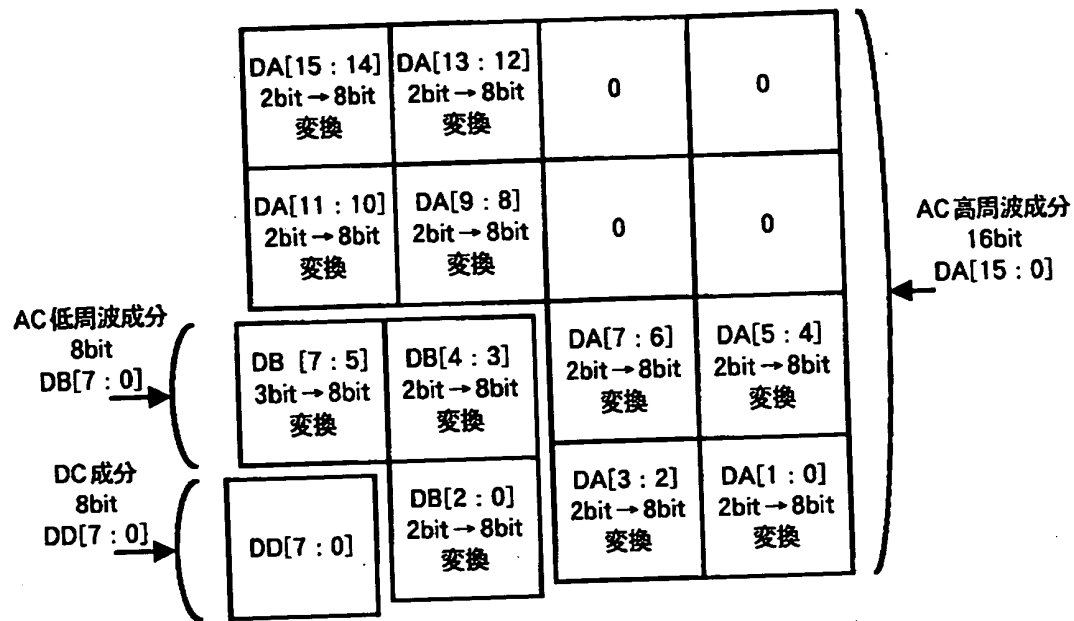 DA[15 : 14]
2bit→8bit
変換
DA[13 : 12]
2bit→8bit
変換
0
0
DA[11 : 10]
2bit→8bit
変換
DA[9 : 8]
2bit→8bit
変換
0
0
AC高周波成分
16bit
DA[15 : 0]
AC低周波成分
8bit
DB[7 : 0]
DB [7 : 5]
3bit→8bit
変換
DB[4 : 3]
2bit→8bit
変換
DA[7 : 6]
2bit→8bit
変換
DA[5 : 4]
2bit→8bit
変換
DC成分
8bit
DD[7 : 0]
DD[7 : 0]
DB[2 : 0]
2bit→8bit
変換
DA[3 : 2]
2bit→8bit
変換
DA[1 : 0]
2bit→8bit
変換